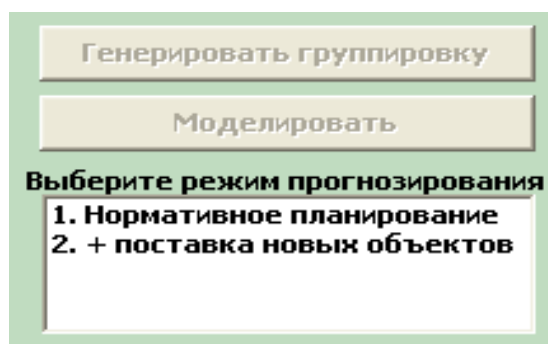 Генерировать группировку
Моделировать
Выберите режим прогнозирования
1. Нормативное планирование
2. + поставка новых объектов